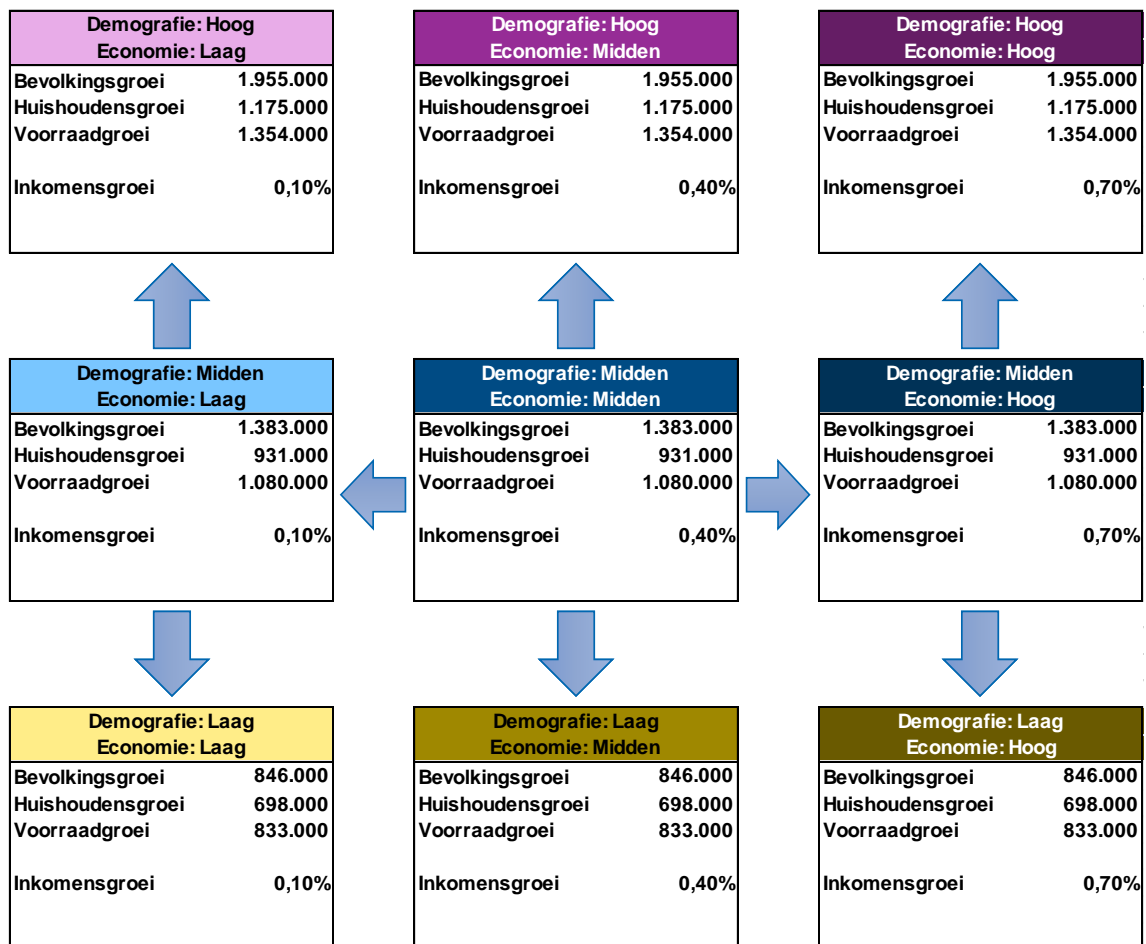 Demografie: Hoog
Economie: Laag
Bevolkingsgroei 1.955.000
Huishoudensgroei 1.175.000
Voorraadgroei 1.354.000
Inkomensgroei 0,10%
Demografie: Hoog
Economie: Midden
Bevolkingsgroei 1.955.000
Huishoudensgroei 1.175.000
Voorraadgroei 1.354.000
Inkomensgroei 0,40%
Demografie: Hoog
Economie: Hoog
Bevolkingsgroei 1.955.000
Huishoudensgroei 1.175.000
Voorraadgroei 1.354.000
Inkomensgroei 0,70%
Demografie: Midden
Economie: Laag
Bevolkingsgroei 1.383.000
Huishoudensgroei 931.000
Voorraadgroei 1.080.000
Inkomensgroei 0,10%
Demografie: Midden
Economie: Midden
Bevolkingsgroei 1.383.000
Huishoudensgroei 931.000
Voorraadgroei 1.080.000
Inkomensgroei 0,40%
Demografie: Midden
Economie: Hoog
Bevolkingsgroei 1.383.000
Huishoudensgroei 931.000
Voorraadgroei 1.080.000
Inkomensgroei 0,70%
Demografie: Laag
Economie: Laag
Bevolkingsgroei 846.000
Huishoudensgroei 698.000
Voorraadgroei 833.000
Inkomensgroei 0,10%
Demografie: Laag
Economie: Midden
Bevolkingsgroei 846.000
Huishoudensgroei 698.000
Voorraadgroei 833.000
Inkomensgroei 0,40%
Demografie: Laag
Economie: Hoog
Bevolkingsgroei 846.000
Huishoudensgroei 698.000
Voorraadgroei 833.000
Inkomensgroei 0,70%